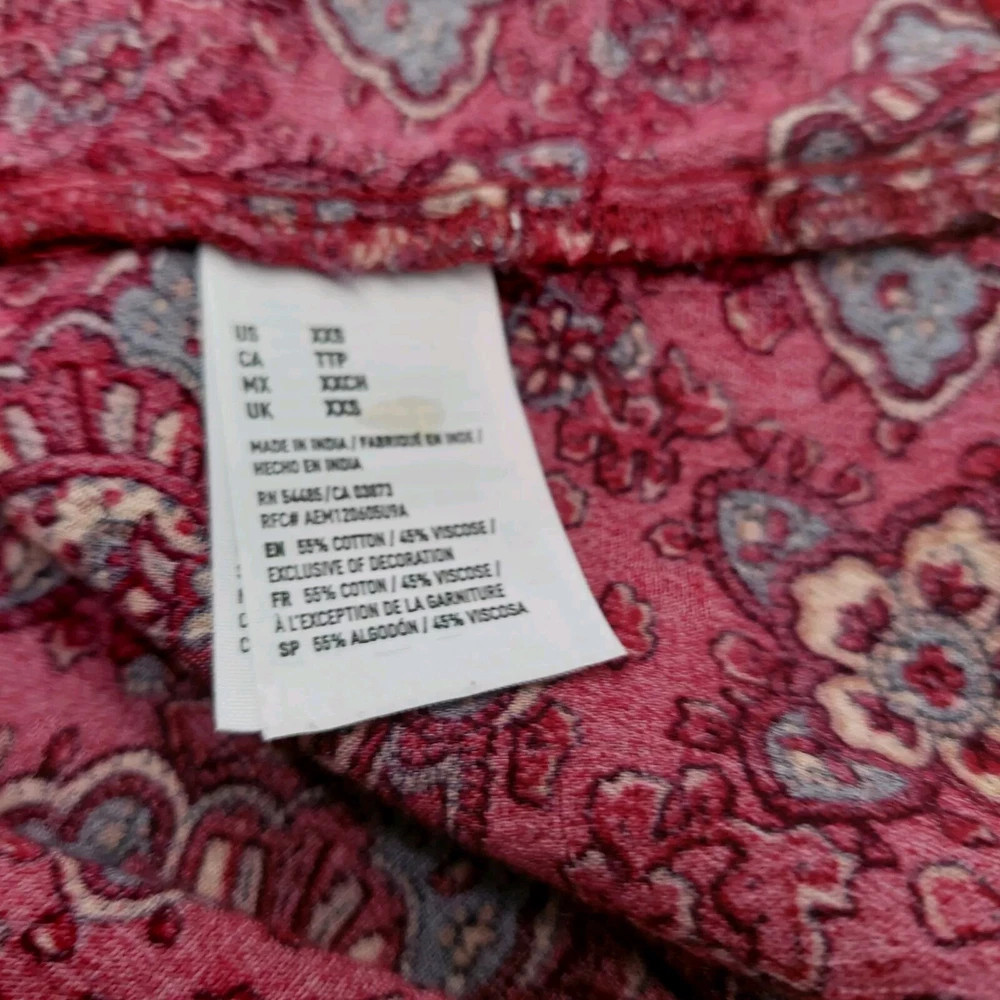 US XXS
CA TTP
MX XXCH
UK XXS
MADE IN INDIA / FABRIQUÉ EN INDE /
HECHO EN INDIA
RN 54485 / CA 03873
RFC# AEM120605U9A
EN 55% COTTON / 45% VISCOSE /
EXCLUSIVE OF DECORATION
FR 55% COTON / 45% VISCOSE /
À L'EXCEPTION DE LA GARNITURE
SP 55% ALGODÓN / 45% VISCOSA